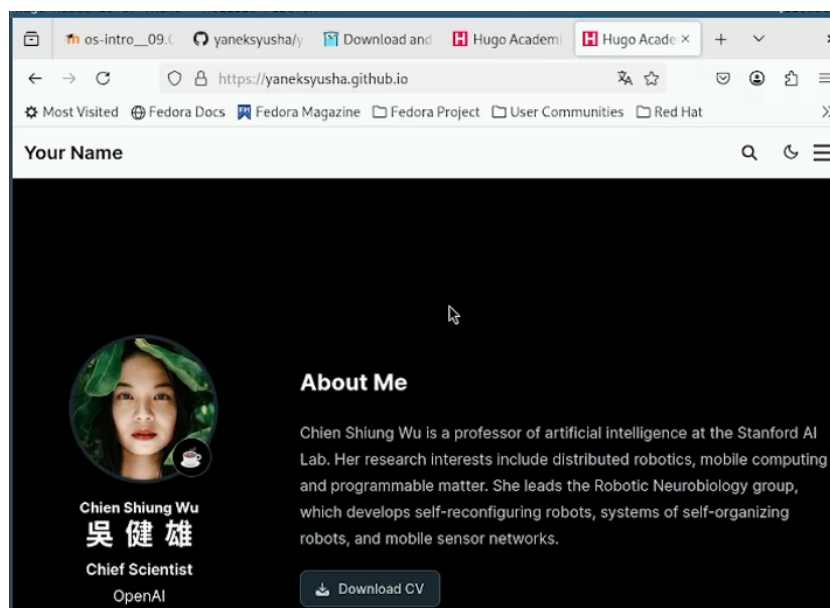 os-intro__09.(
yaneksyusha/y
Download and
Hugo Academi
Hugo Acade
https://yaneksyusha.github.io
Most Visited
Fedora Docs
Fedora Magazine
Fedora Project
User Communities
Red Hat
Your Name
About Me
Chien Shiung Wu is a professor of artificial intelligence at the Stanford AI
Lab. Her research interests include distributed robotics, mobile computing
and programmable matter. She leads the Robotic Neurobiology group,
which develops self-reconfiguring robots, systems of self-organizing
robots, and mobile sensor networks.
Download CV
Chien Shiung Wu
吳健雄
Chief Scientist
OpenAI